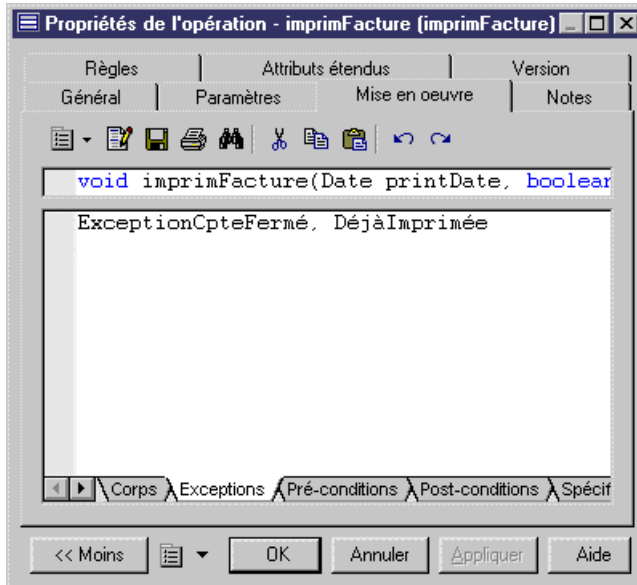 Propriétés de l'opération - imprimFacture (imprimFacture)
Règles Attributs étendus Version
Général Paramètres Mise en oeuvre Notes
void imprimFacture(Date printDate, boolean
ExceptionCpteFermé, DéjàImprimée
Corps Exceptions Pré-conditions Post-conditions Spécif
<< Moins OK Annuler Appliquer Aide